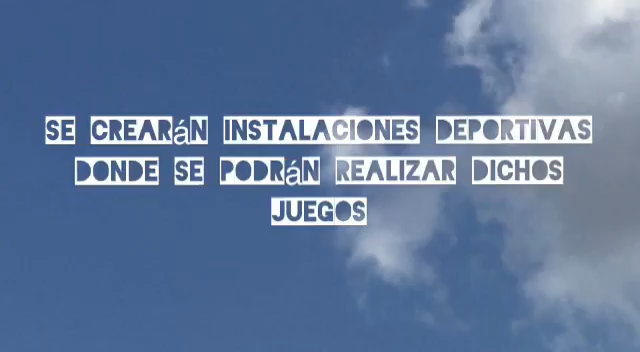 SE CREARáN INSTALACIONES DEPORTIVAS
DONDE SE PODRáN REALIZAR DICHOS
JUEGOS